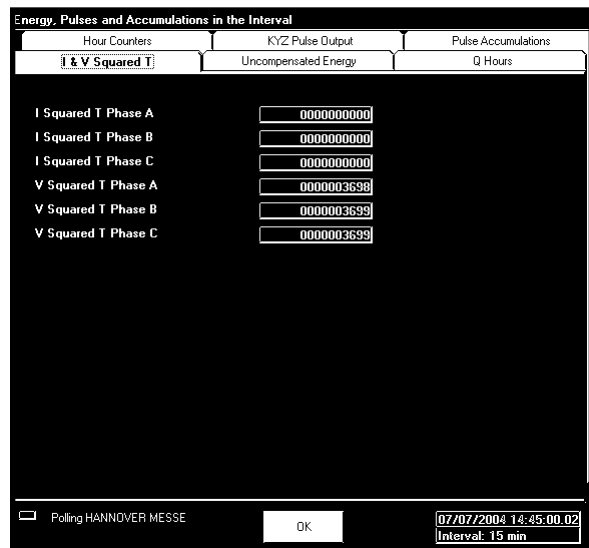 Energy, Pulses and Accumulations in the Interval
Hour Counters KYZ Pulse Output Pulse Accumulations
I & V Squared T Uncompensated Energy Q Hours
I Squared T Phase A 0000000000
I Squared T Phase B 0000000000
I Squared T Phase C 0000000000
V Squared T Phase A 0000003698
V Squared T Phase B 0000003699
V Squared T Phase C 0000003699
Polling HANNOVER MESSE OK 07/07/2004 14:45:00.02
Interval: 15 min